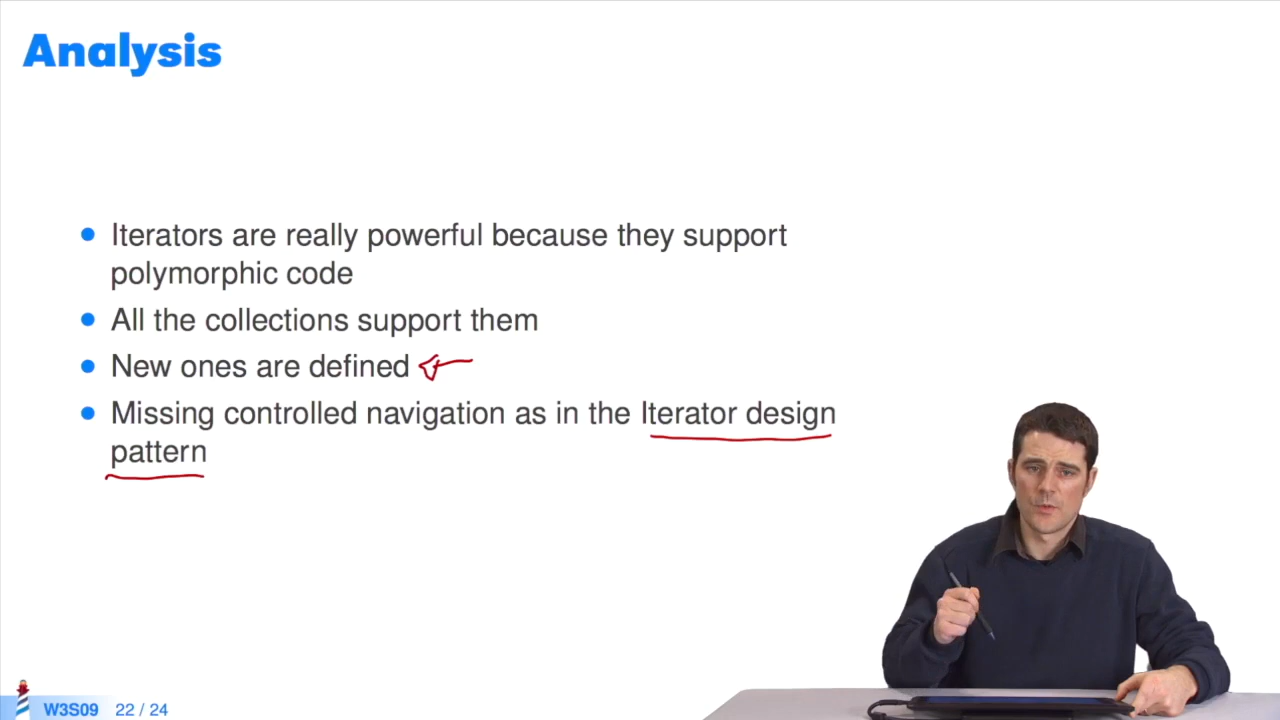 Analysis
Iterators are really powerful because they support
polymorphic code
All the collections support them
New ones are defined
Missing controlled navigation as in the Iterator design
pattern
W3S09 22 / 24